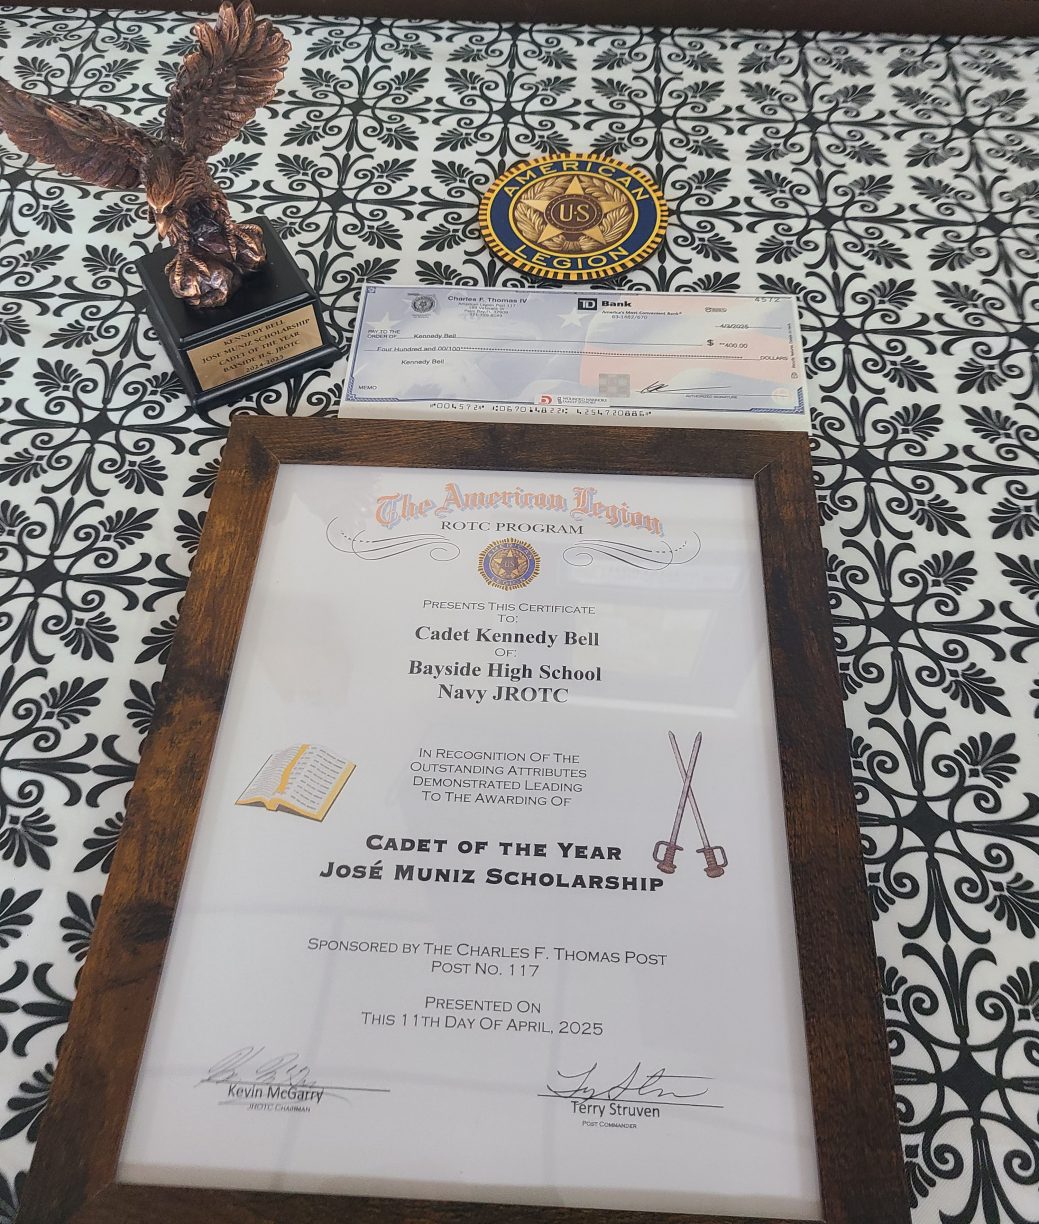 AMERICAN
U·S
LEGION
KENNEDY BELL
JOSE MUNIZ SCHOLARSHIP
CADET OF THE YEAR
BAYSIDE H.S. JROTC
2024-2025
Charles F. Thomas IV
American Legion Post 117
TD Bank
America's Most Convenient Bank®
4572
4/3/2025
PAY TO THE
ORDER OF Kennedy Bell
$ **400.00
Four Hundred and 00/100
DOLLARS
Kennedy Bell
MEMO
AUTHORIZED SIGNATURE
The American Legion
ROTC PROGRAM
PRESENTS THIS CERTIFICATE
TO:
Cadet Kennedy Bell
OF:
Bayside High School
Navy JROTC
IN RECOGNITION OF THE
OUTSTANDING ATTRIBUTES
DEMONSTRATED LEADING
TO THE AWARDING OF
CADET OF THE YEAR
JOSÉ MUNIZ SCHOLARSHIP
SPONSORED BY THE CHARLES F. THOMAS POST
POST NO. 117
PRESENTED ON
THIS 11TH DAY OF APRIL, 2025
Kevin McGarry
JROTC CHAIRMAN
Terry Struven
POST COMMANDER